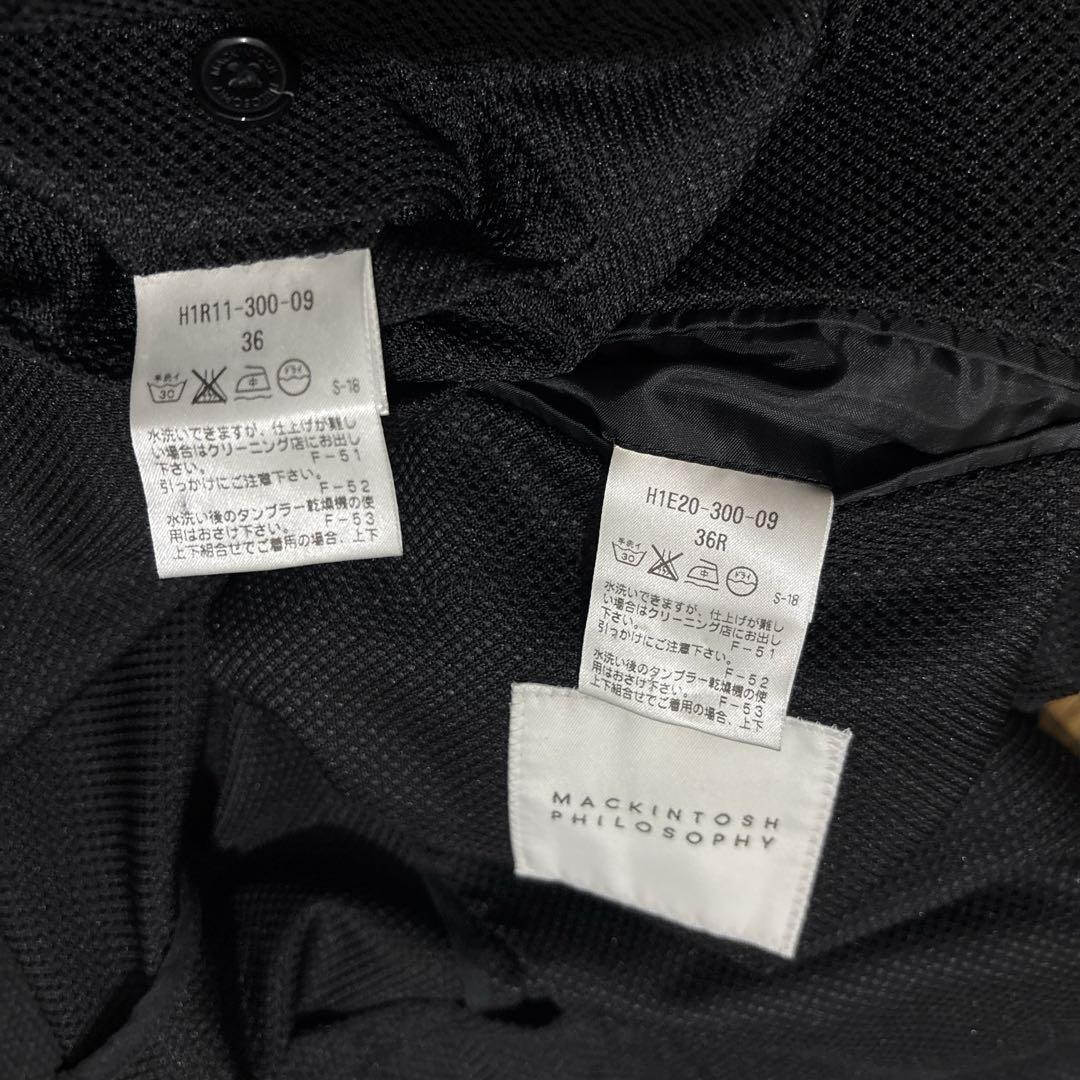 H1R11-300-09
36
手洗イ
30
中
ドライ
S-18
水洗いできますが、仕上げが難し
い場合はクリーニング店にお出し
下さい。 F-51
引っかけにご注意下さい。
F-52
水洗い後のタンブラー乾燥機の使
用はおさけ下さい。 F-53
上下組合せでご着用の場合、上下
H1E20-300-09
36R
手洗イ
30
中
ドライ
S-18
水洗いできますが、仕上げが難し
い場合はクリーニング店にお出し
下さい。 F-51
引っかけにご注意下さい。
F-52
水洗い後のタンブラー乾燥機の使
用はおさけ下さい。 F-53
上下組合せでご着用の場合、上下
MACKINTOSH
PHILOSOPHY